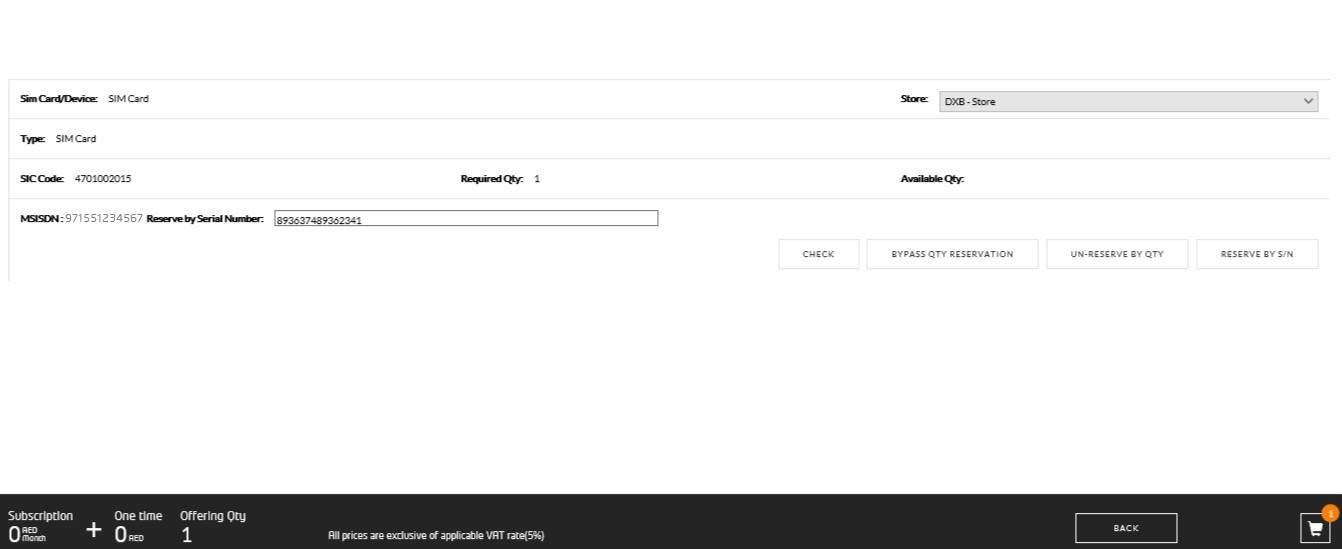 Sim Card/Device: SIM Card Store: DXB - Store
Type: SIM Card
SIC Code: 4701002015 Required Qty: 1 Available Qty:
MSISDN : 971551234567 Reserve by Serial Number: 893637489362341
CHECK BYPASS QTY RESERVATION UN-RESERVE BY QTY RESERVE BY S/N
Subscription + One time Offering Qty
0 AED Month 0 AED 1
All prices are exclusive of applicable VAT rate(5%)
BACK
1